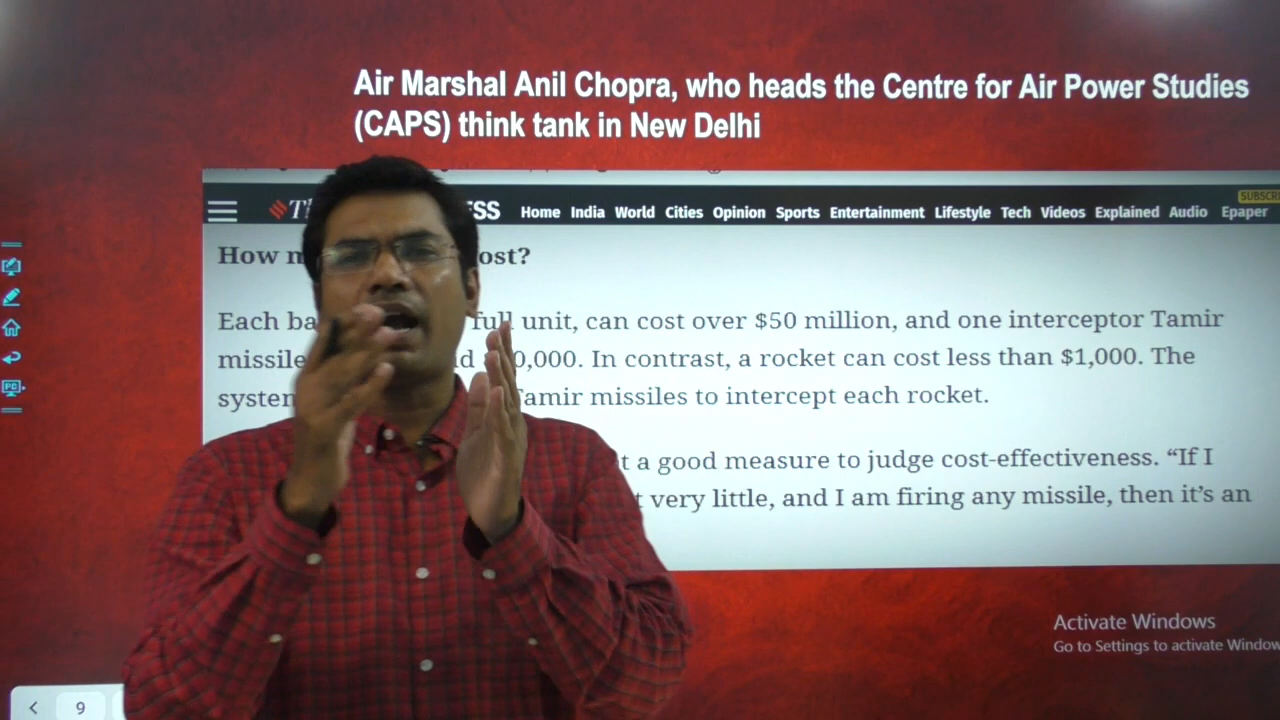 Air Marshal Anil Chopra, who heads the Centre for Air Power Studies
(CAPS) think tank in New Delhi
Home India World Cities Opinion Sports Entertainment Lifestyle Tech Videos Explained Audio Epaper
How ost?
Each full unit, can cost over $50 million, and one interceptor Tamir
missile 0,000. In contrast, a rocket can cost less than $1,000. The
Tamir missiles to intercept each rocket.
a good measure to judge cost-effectiveness. “If I
very little, and I am firing any missile, then it’s an
Activate Windows
Go to Settings to activate Window
PC
9